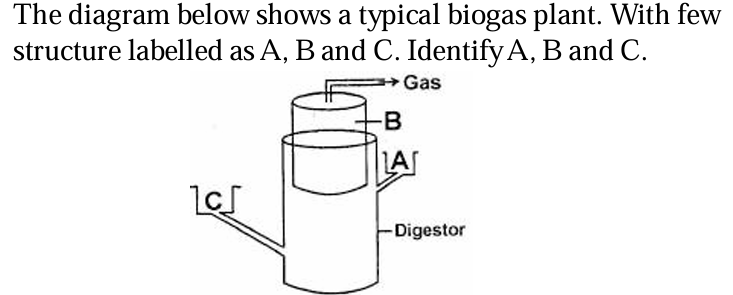 The diagram below shows a typical biogas plant. With few
structure labelled as A, B and C. Identify A, B and C.
Gas
B
A
C
Digestor